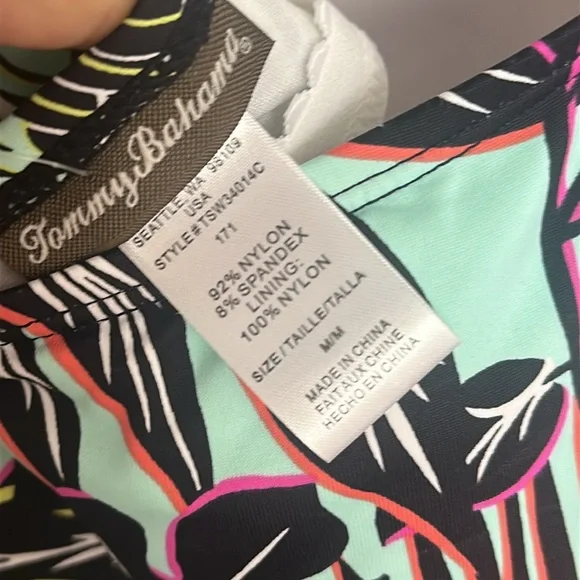 Tommy Bahama®
SEATTLE, WA 98109
USA
STYLE#TSW34014C
171
92% NYLON
8% SPANDEX
LINING:
100% NYLON
SIZE/TAILLE/TALLA
M/M
MADE IN CHINA
FAIT AUX CHINE
HECHO EN CHINA